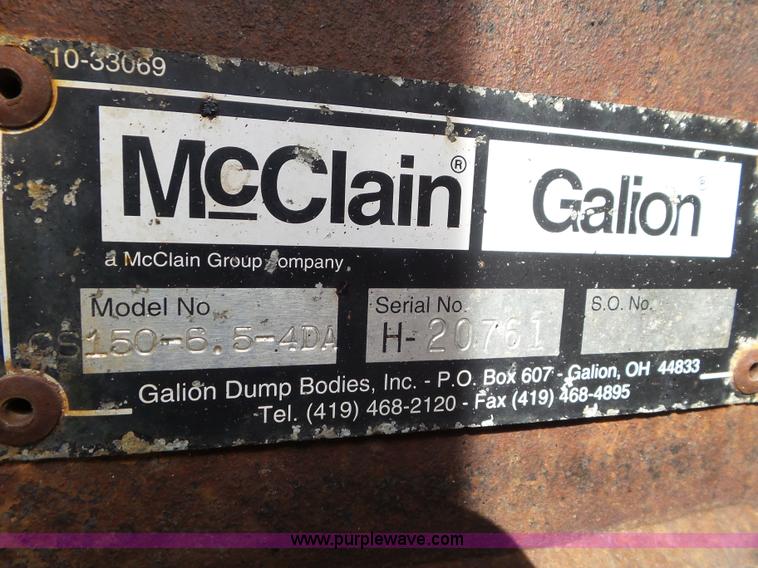 10-33069
McClain® Galion®
a McClain Group Company
Model No. Serial No. S.O. No.
CS150-6.5-4DA H-20761
Galion Dump Bodies, Inc. - P.O. Box 607 - Galion, OH 44833
Tel. (419) 468-2120 - Fax (419) 468-4895
www.purplewave.com